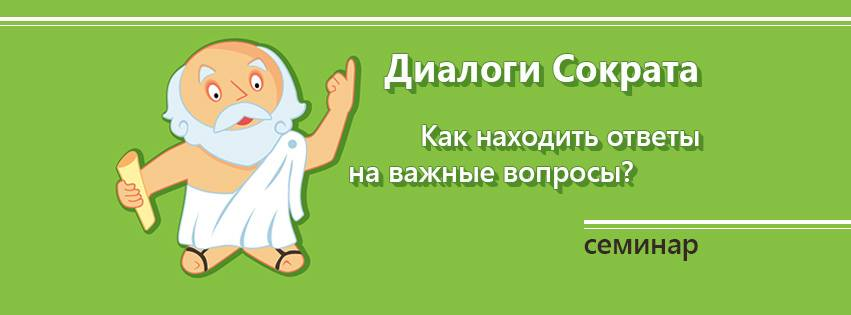 Диалоги Сократа
Как находить ответы
на важные вопросы?
семинар